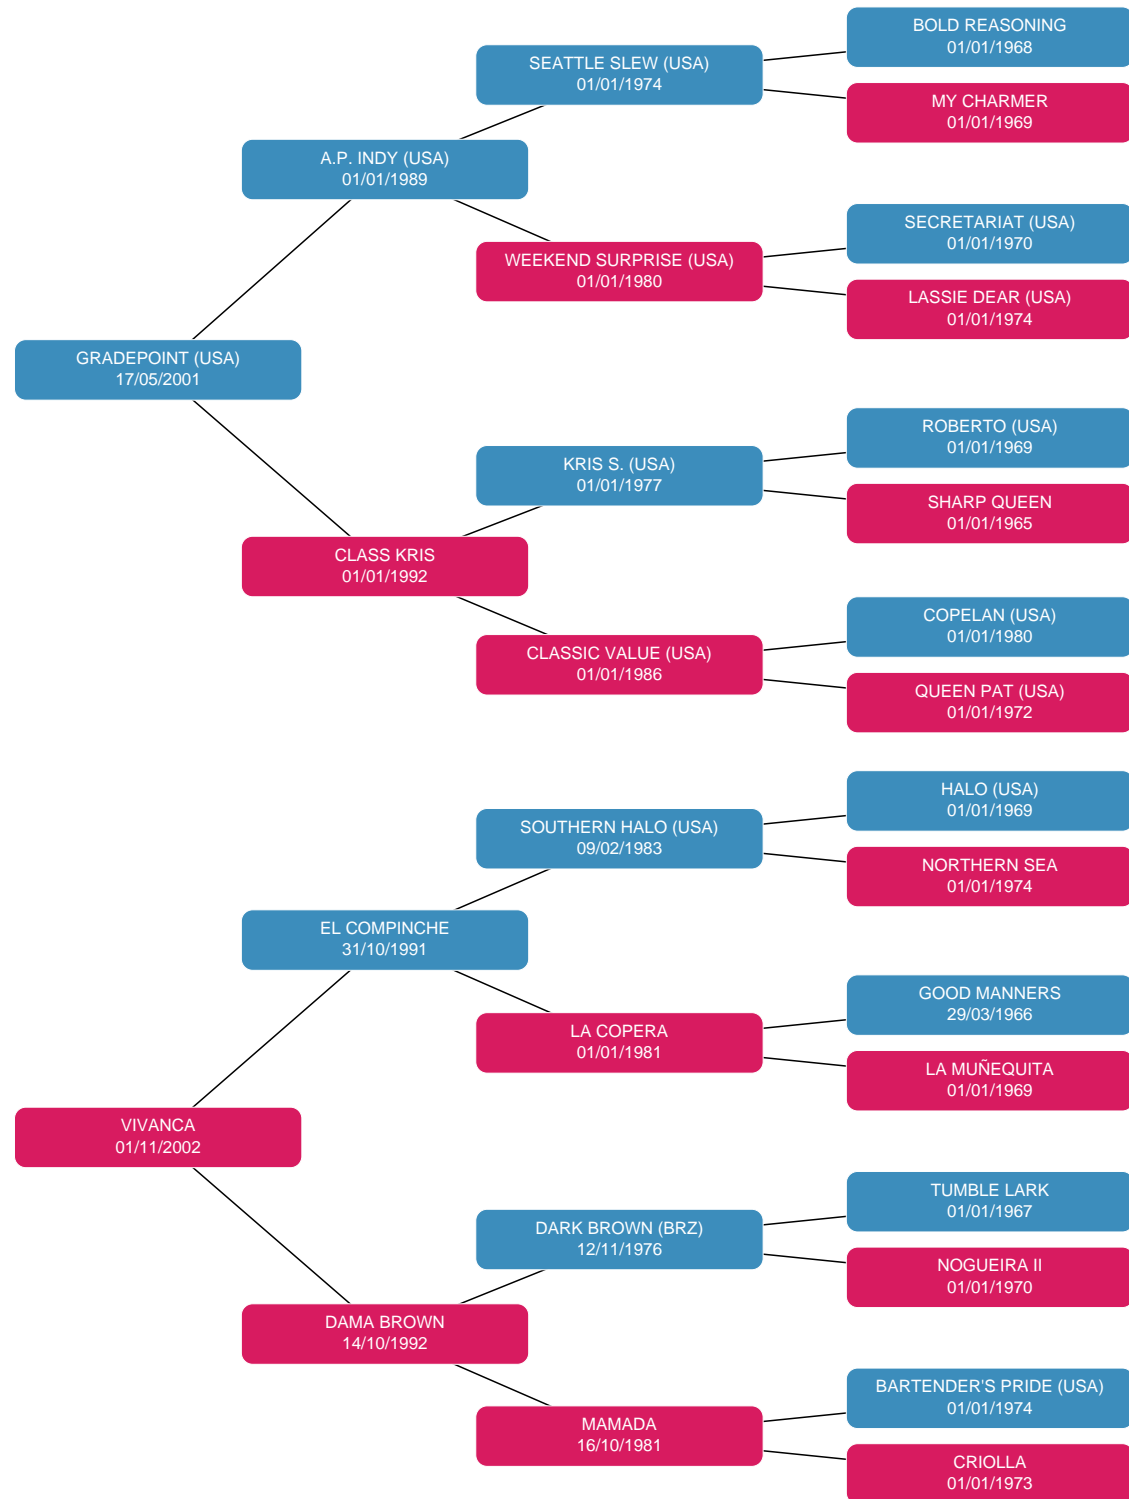 BOLD REASONING
01/01/1968
SEATTLE SLEW (USA)
01/01/1974
MY CHARMER
01/01/1969
A.P. INDY (USA)
01/01/1989
SECRETARIAT (USA)
01/01/1970
WEEKEND SURPRISE (USA)
01/01/1980
LASSIE DEAR (USA)
01/01/1974
GRADEPOINT (USA)
17/05/2001
ROBERTO (USA)
01/01/1969
KRIS S. (USA)
01/01/1977
SHARP QUEEN
01/01/1965
CLASS KRIS
01/01/1992
COPELAN (USA)
01/01/1980
CLASSIC VALUE (USA)
01/01/1986
QUEEN PAT (USA)
01/01/1972
HALO (USA)
01/01/1969
SOUTHERN HALO (USA)
09/02/1983
NORTHERN SEA
01/01/1974
EL COMPINCHE
31/10/1991
GOOD MANNERS
29/03/1966
LA COPERA
01/01/1981
LA MUÑEQUITA
01/01/1969
VIVANCA
01/11/2002
TUMBLE LARK
01/01/1967
DARK BROWN (BRZ)
12/11/1976
NOGUEIRA II
01/01/1970
DAMA BROWN
14/10/1992
BARTENDER'S PRIDE (USA)
01/01/1974
MAMADA
16/10/1981
CRIOLLA
01/01/1973